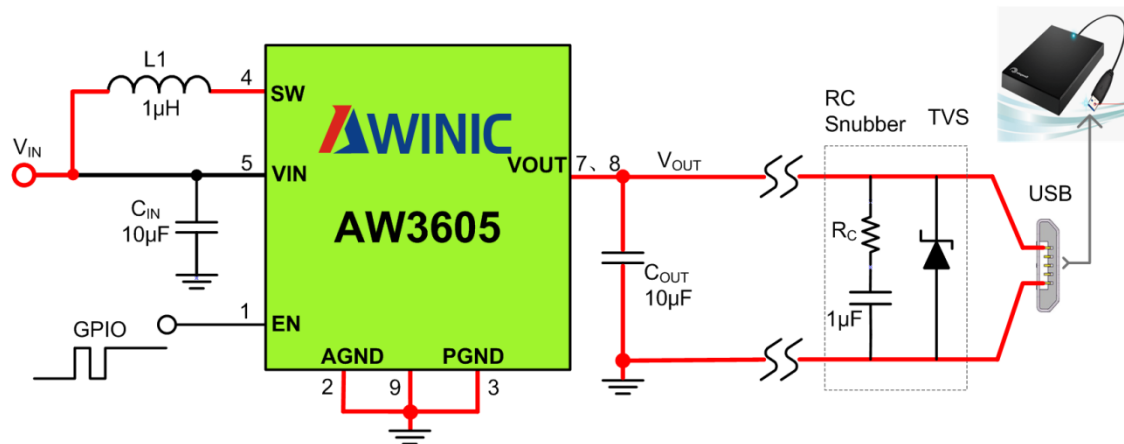 L1
1µH
4
SW
V_IN
5
VIN
C_IN
10µF
1
EN
GPIO
AWINIC
AW3605
VOUT
7、8
V_OUT
AGND
PGND
2
9
3
C_OUT
10µF
RC
Snubber
TVS
R_C
1µF
USB